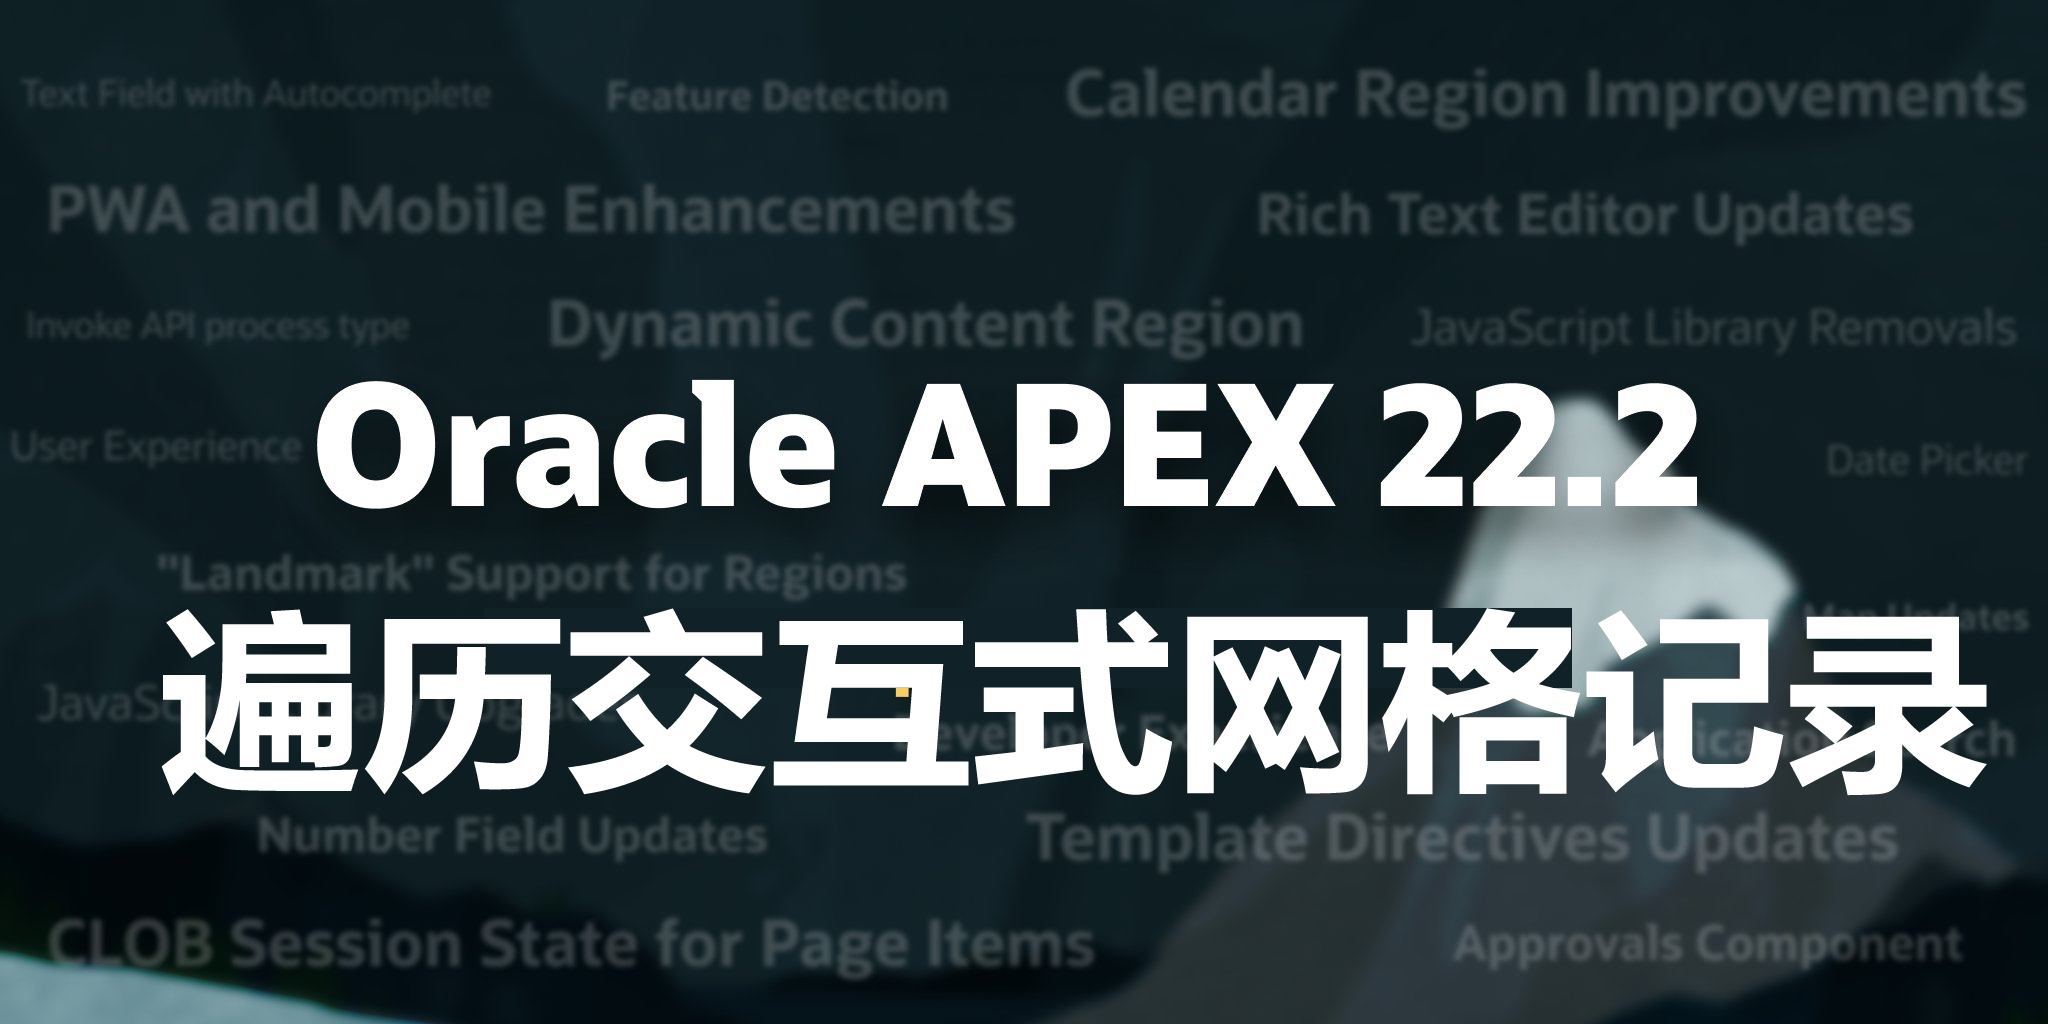 Text Field with Autocomplete Feature Detection Calendar Region Improvements
PWA and Mobile Enhancements Rich Text Editor Updates
Invoke API process type Dynamic Content Region JavaScript Library Removals
Oracle APEX 22.2
User Experience Date Picker
"Landmark" Support for Regions
Map Updates
遍历交互式网格记录
Number Field Updates Template Directives Updates
CLOB Session State for Page Items Approvals Component